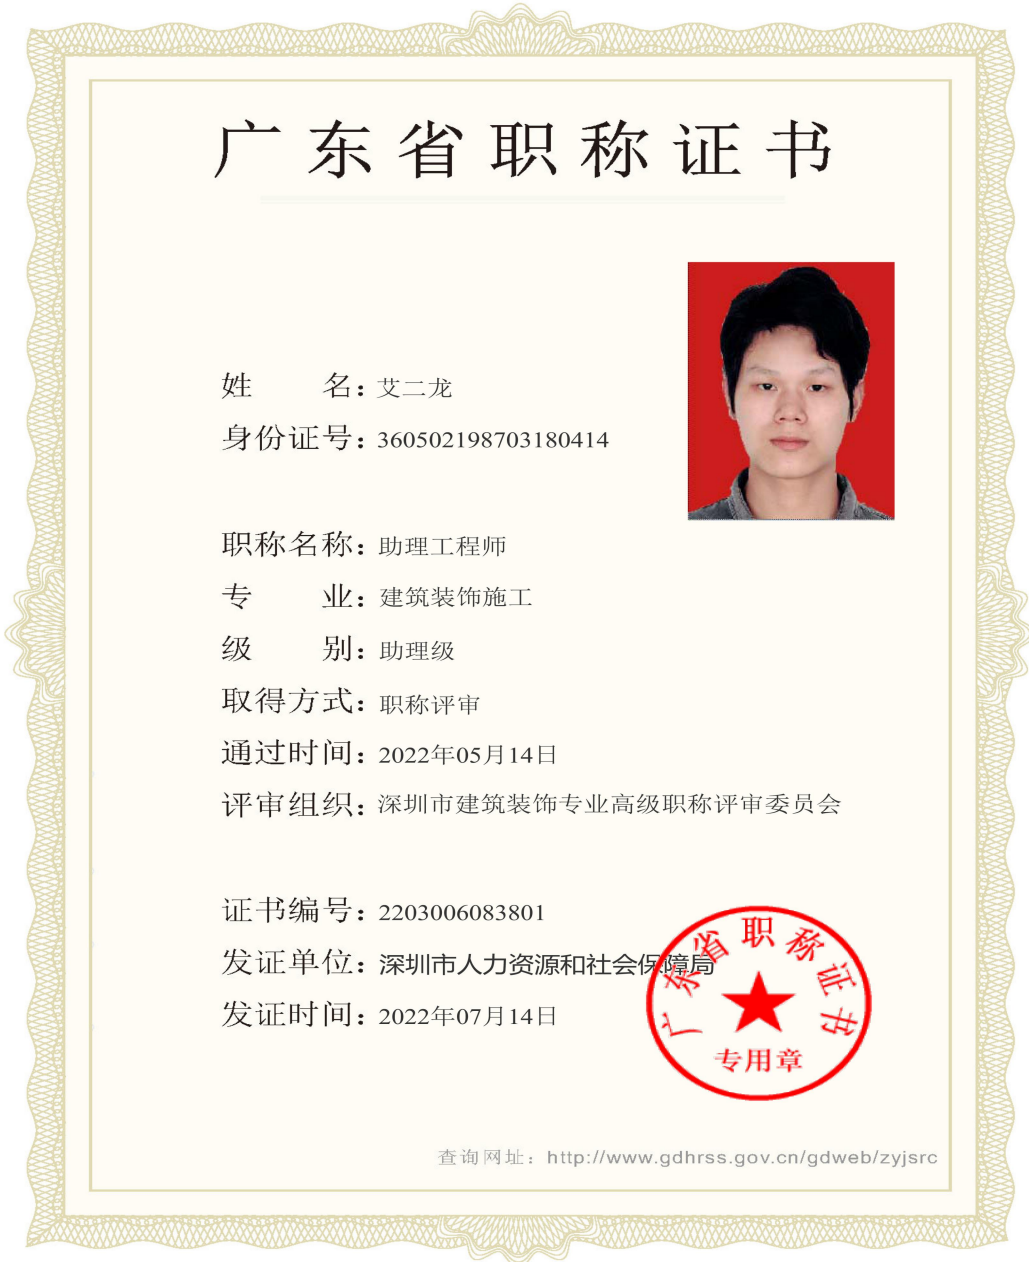 广东省职称证书
姓 名：艾二龙
身份证号：360502198703180414
职称名称：助理工程师
专 业：建筑装饰施工
级 别：助理级
取得方式：职称评审
通过时间：2022年05月14日
评审组织：深圳市建筑装饰专业高级职称评审委员会
证书编号：2203006083801
发证单位：深圳市人力资源和社会保障局
发证时间：2022年07月14日
广东省职称证书
专用章
查询网址：http://www.gdhrss.gov.cn/gdweb/zyjsrc